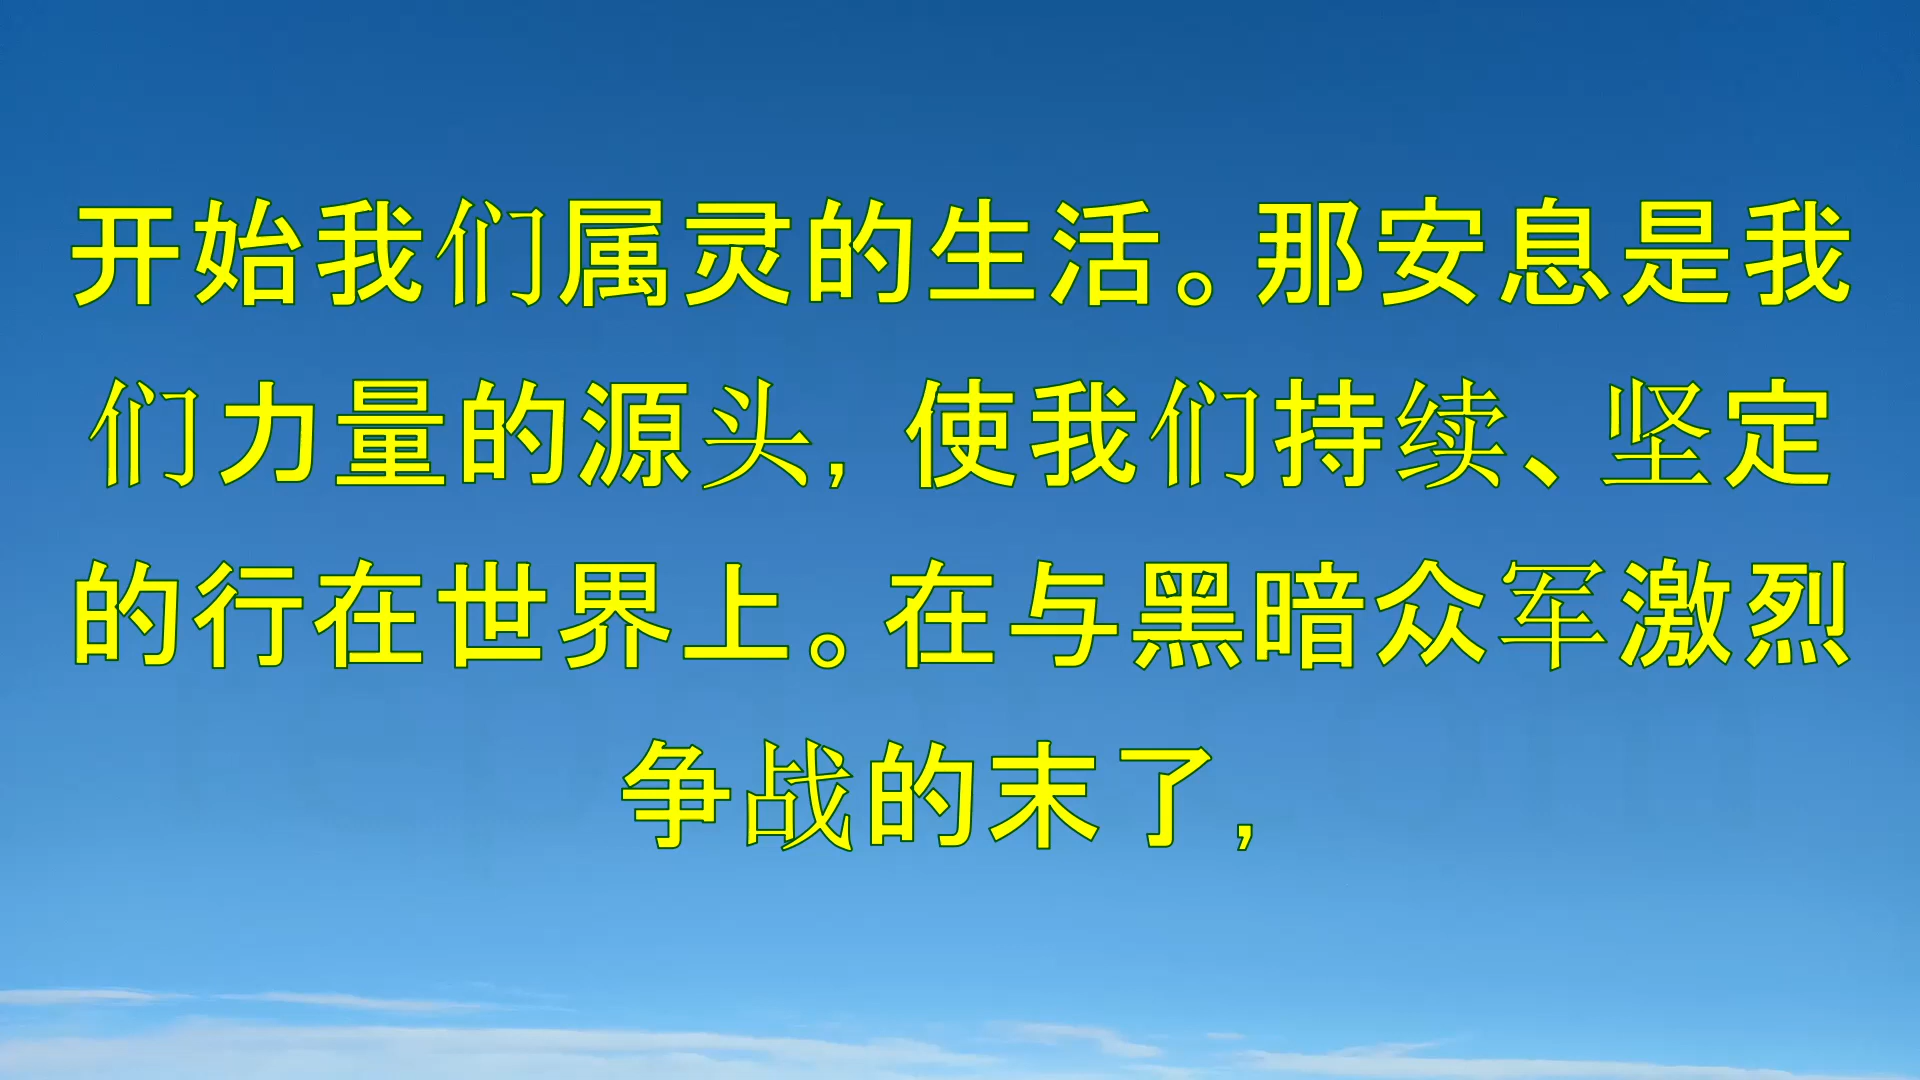 开始我们属灵的生活。那安息是我
们力量的源头，使我们持续、坚定
的行在世界上。在与黑暗众军激烈
争战的末了，